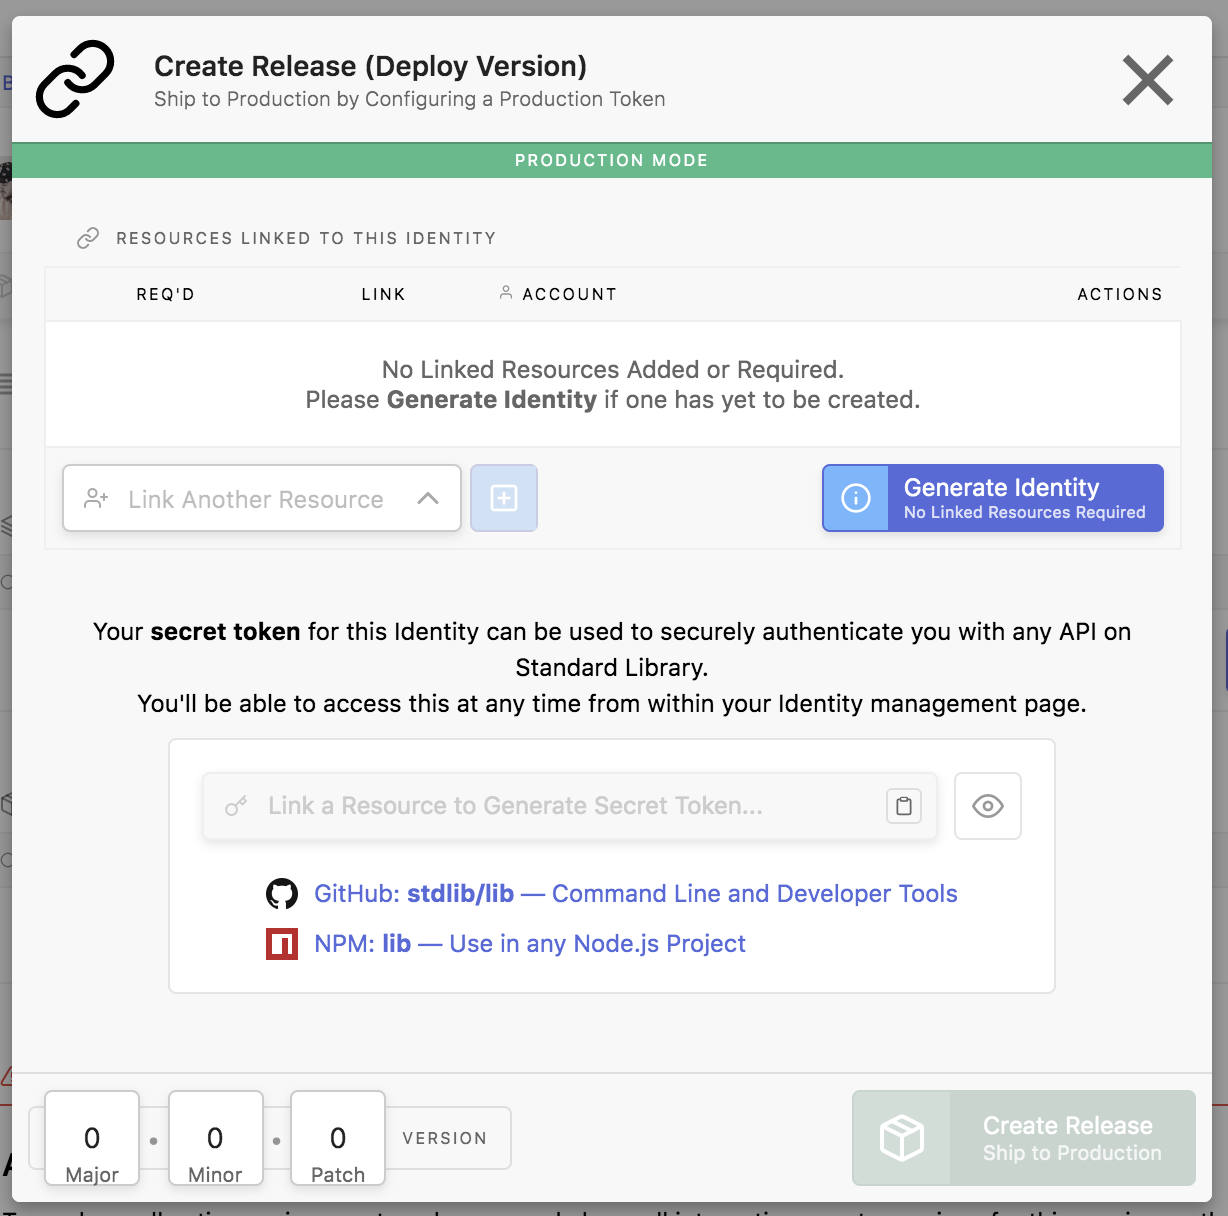 Create Release (Deploy Version)
Ship to Production by Configuring a Production Token
PRODUCTION MODE
RESOURCES LINKED TO THIS IDENTITY
REQ'D LINK ACCOUNT ACTIONS
No Linked Resources Added or Required.
Please Generate Identity if one has yet to be created.
Link Another Resource
Generate Identity
No Linked Resources Required
Your secret token for this Identity can be used to securely authenticate you with any API on
Standard Library.
You'll be able to access this at any time from within your Identity management page.
Link a Resource to Generate Secret Token...
GitHub: stdlib/lib — Command Line and Developer Tools
NPM: lib — Use in any Node.js Project
0 • 0 • 0 VERSION
Major Minor Patch
Create Release
Ship to Production